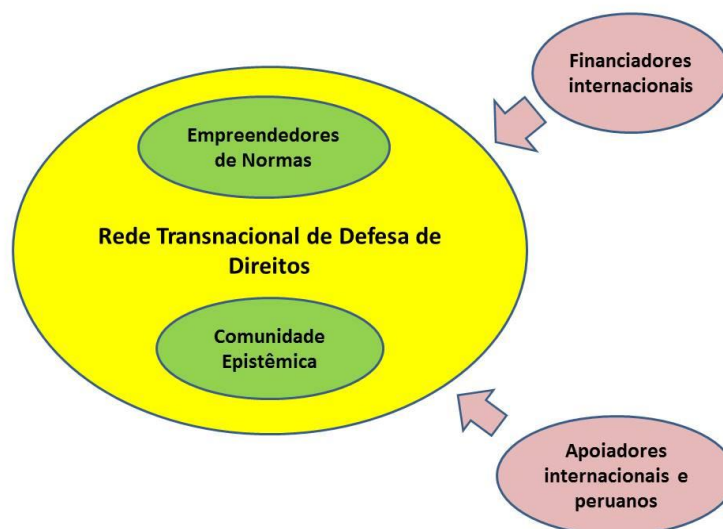 Financiadores
internacionais
Empreendedores
de Normas
Rede Transnacional de Defesa de
Direitos
Comunidade
Epistêmica
Apoiadores
internacionais e
peruanos